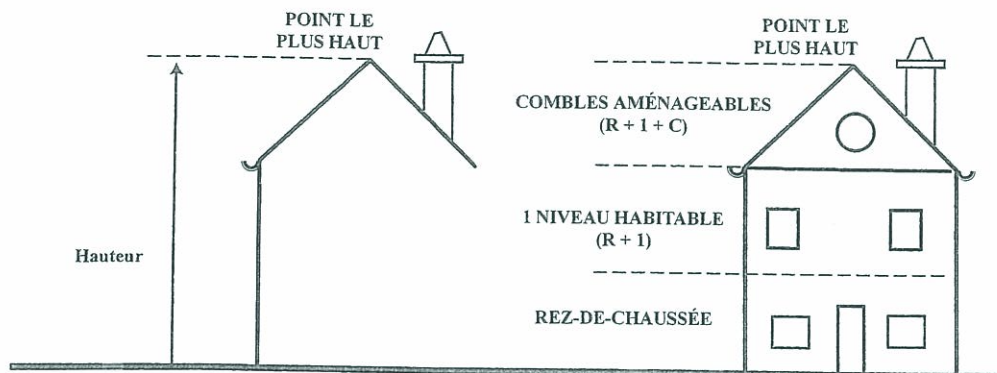 POINT LE
PLUS HAUT
Hauteur
POINT LE
PLUS HAUT
COMBLES AMÉNAGEABLES
(R + 1 + C)
1 NIVEAU HABITABLE
(R + 1)
REZ-DE-CHAUSSÉE